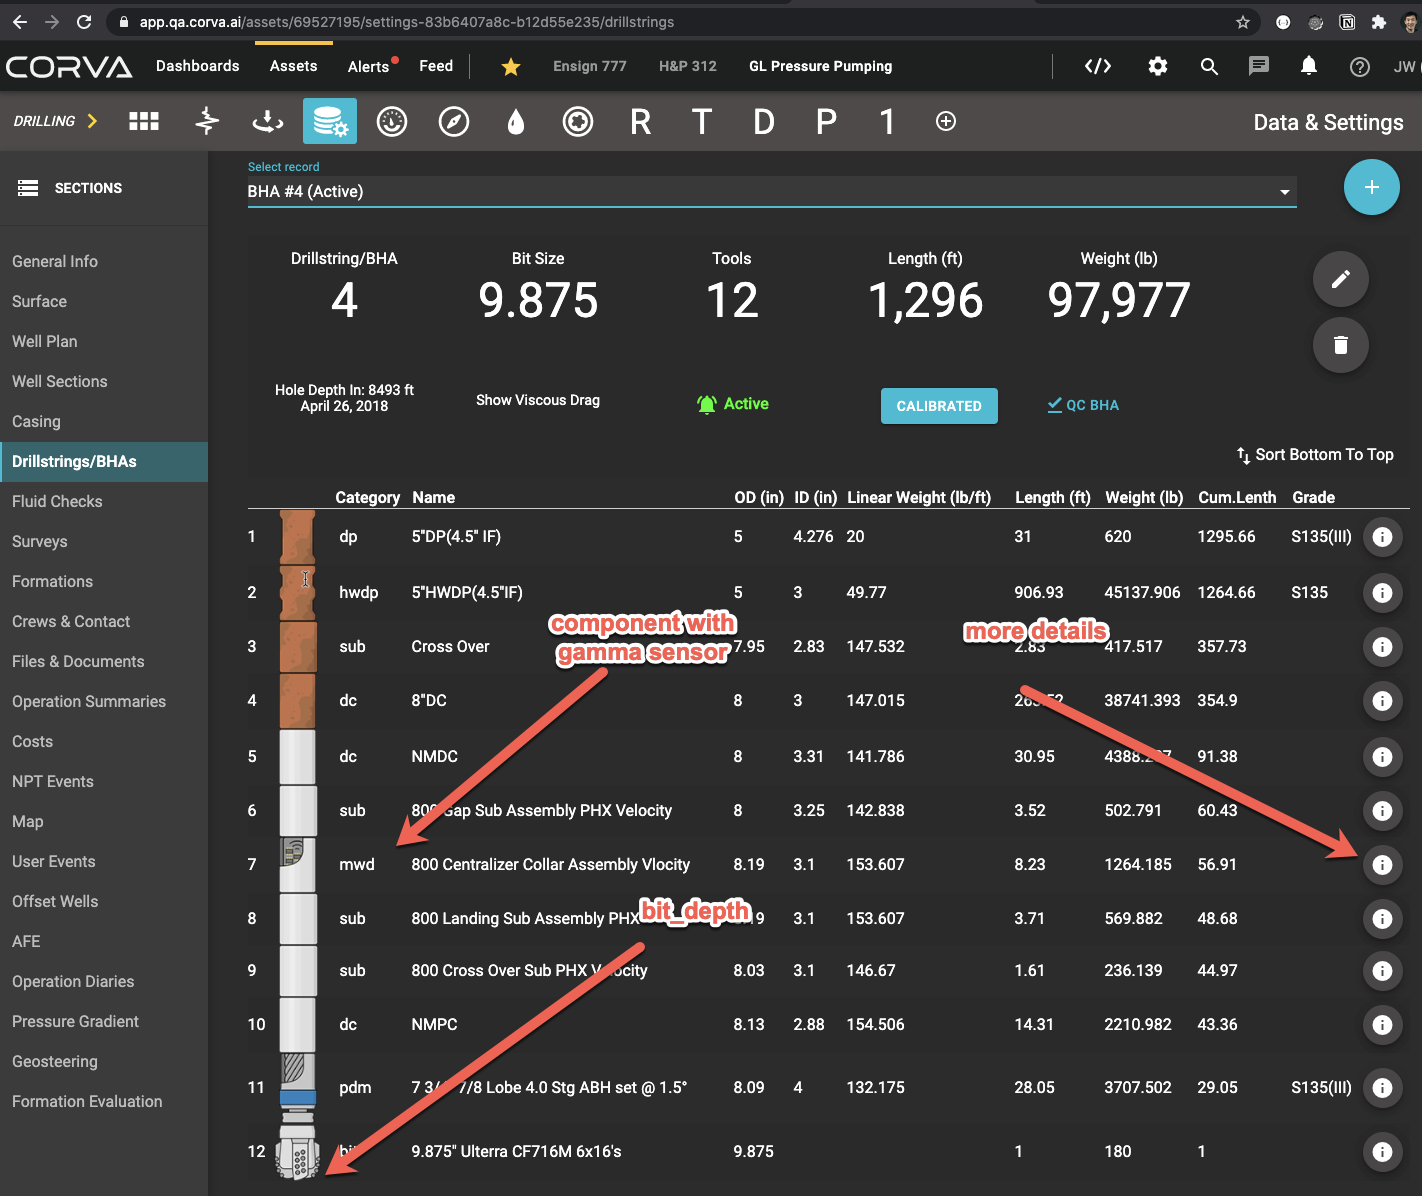 app.qa.corva.ai/assets/69527195/settings-83b6407a8c-b12d55e235/drillstrings
CORVA Dashboards Assets Alerts Feed Ensign 777 H&P 312 GL Pressure Pumping JW
DRILLING R T D P 1 Data & Settings
SECTIONS
General Info
Surface
Well Plan
Well Sections
Casing
Drillstrings/BHAs
Fluid Checks
Surveys
Formations
Crews & Contact
Files & Documents
Operation Summaries
Costs
NPT Events
Map
User Events
Offset Wells
AFE
Operation Diaries
Pressure Gradient
Geosteering
Formation Evaluation
Select record
BHA #4 (Active)
Drillstring/BHA Bit Size Tools Length (ft) Weight (lb)
4 9.875 12 1,296 97,977
Hole Depth In: 8493 ft
April 26, 2018
Show Viscous Drag Active CALIBRATED QC BHA
Sort Bottom To Top
Category Name OD (in) ID (in) Linear Weight (lb/ft) Length (ft) Weight (lb) Cum.Lenth Grade
1 dp 5"DP(4.5" IF) 5 4.276 20 31 620 1295.66 S135(III)
2 hwdp 5"HWDP(4.5"IF) 5 3 49.77 906.93 45137.906 1264.66 S135
component with
gamma sensor
more details
3 sub Cross Over 7.95 2.83 147.532 2.83 417.517 357.73
4 dc 8"DC 8 3 147.015 38741.393 354.9
5 dc NMDC 8 3.31 141.786 30.95 91.38
6 sub 800 Gap Sub Assembly PHX Velocity 8 3.25 142.838 3.52 502.791 60.43
7 mwd 800 Centralizer Collar Assembly Vlocity 8.19 3.1 153.607 8.23 1264.185 56.91
bit_depth
8 sub 800 Landing Sub Assembly PHX 3.1 153.607 3.71 569.882 48.68
9 sub 800 Cross Over Sub PHX Velocity 8.03 3.1 146.67 1.61 236.139 44.97
10 dc NMPC 8.13 2.88 154.506 14.31 2210.982 43.36
11 pdm 7 Lobe 4.0 Stg ABH set @ 1.5° 8.09 4 132.175 28.05 3707.502 29.05 S135(III)
12 bit 9.875" Ulterra CF716M 6x16's 9.875 1 180 1